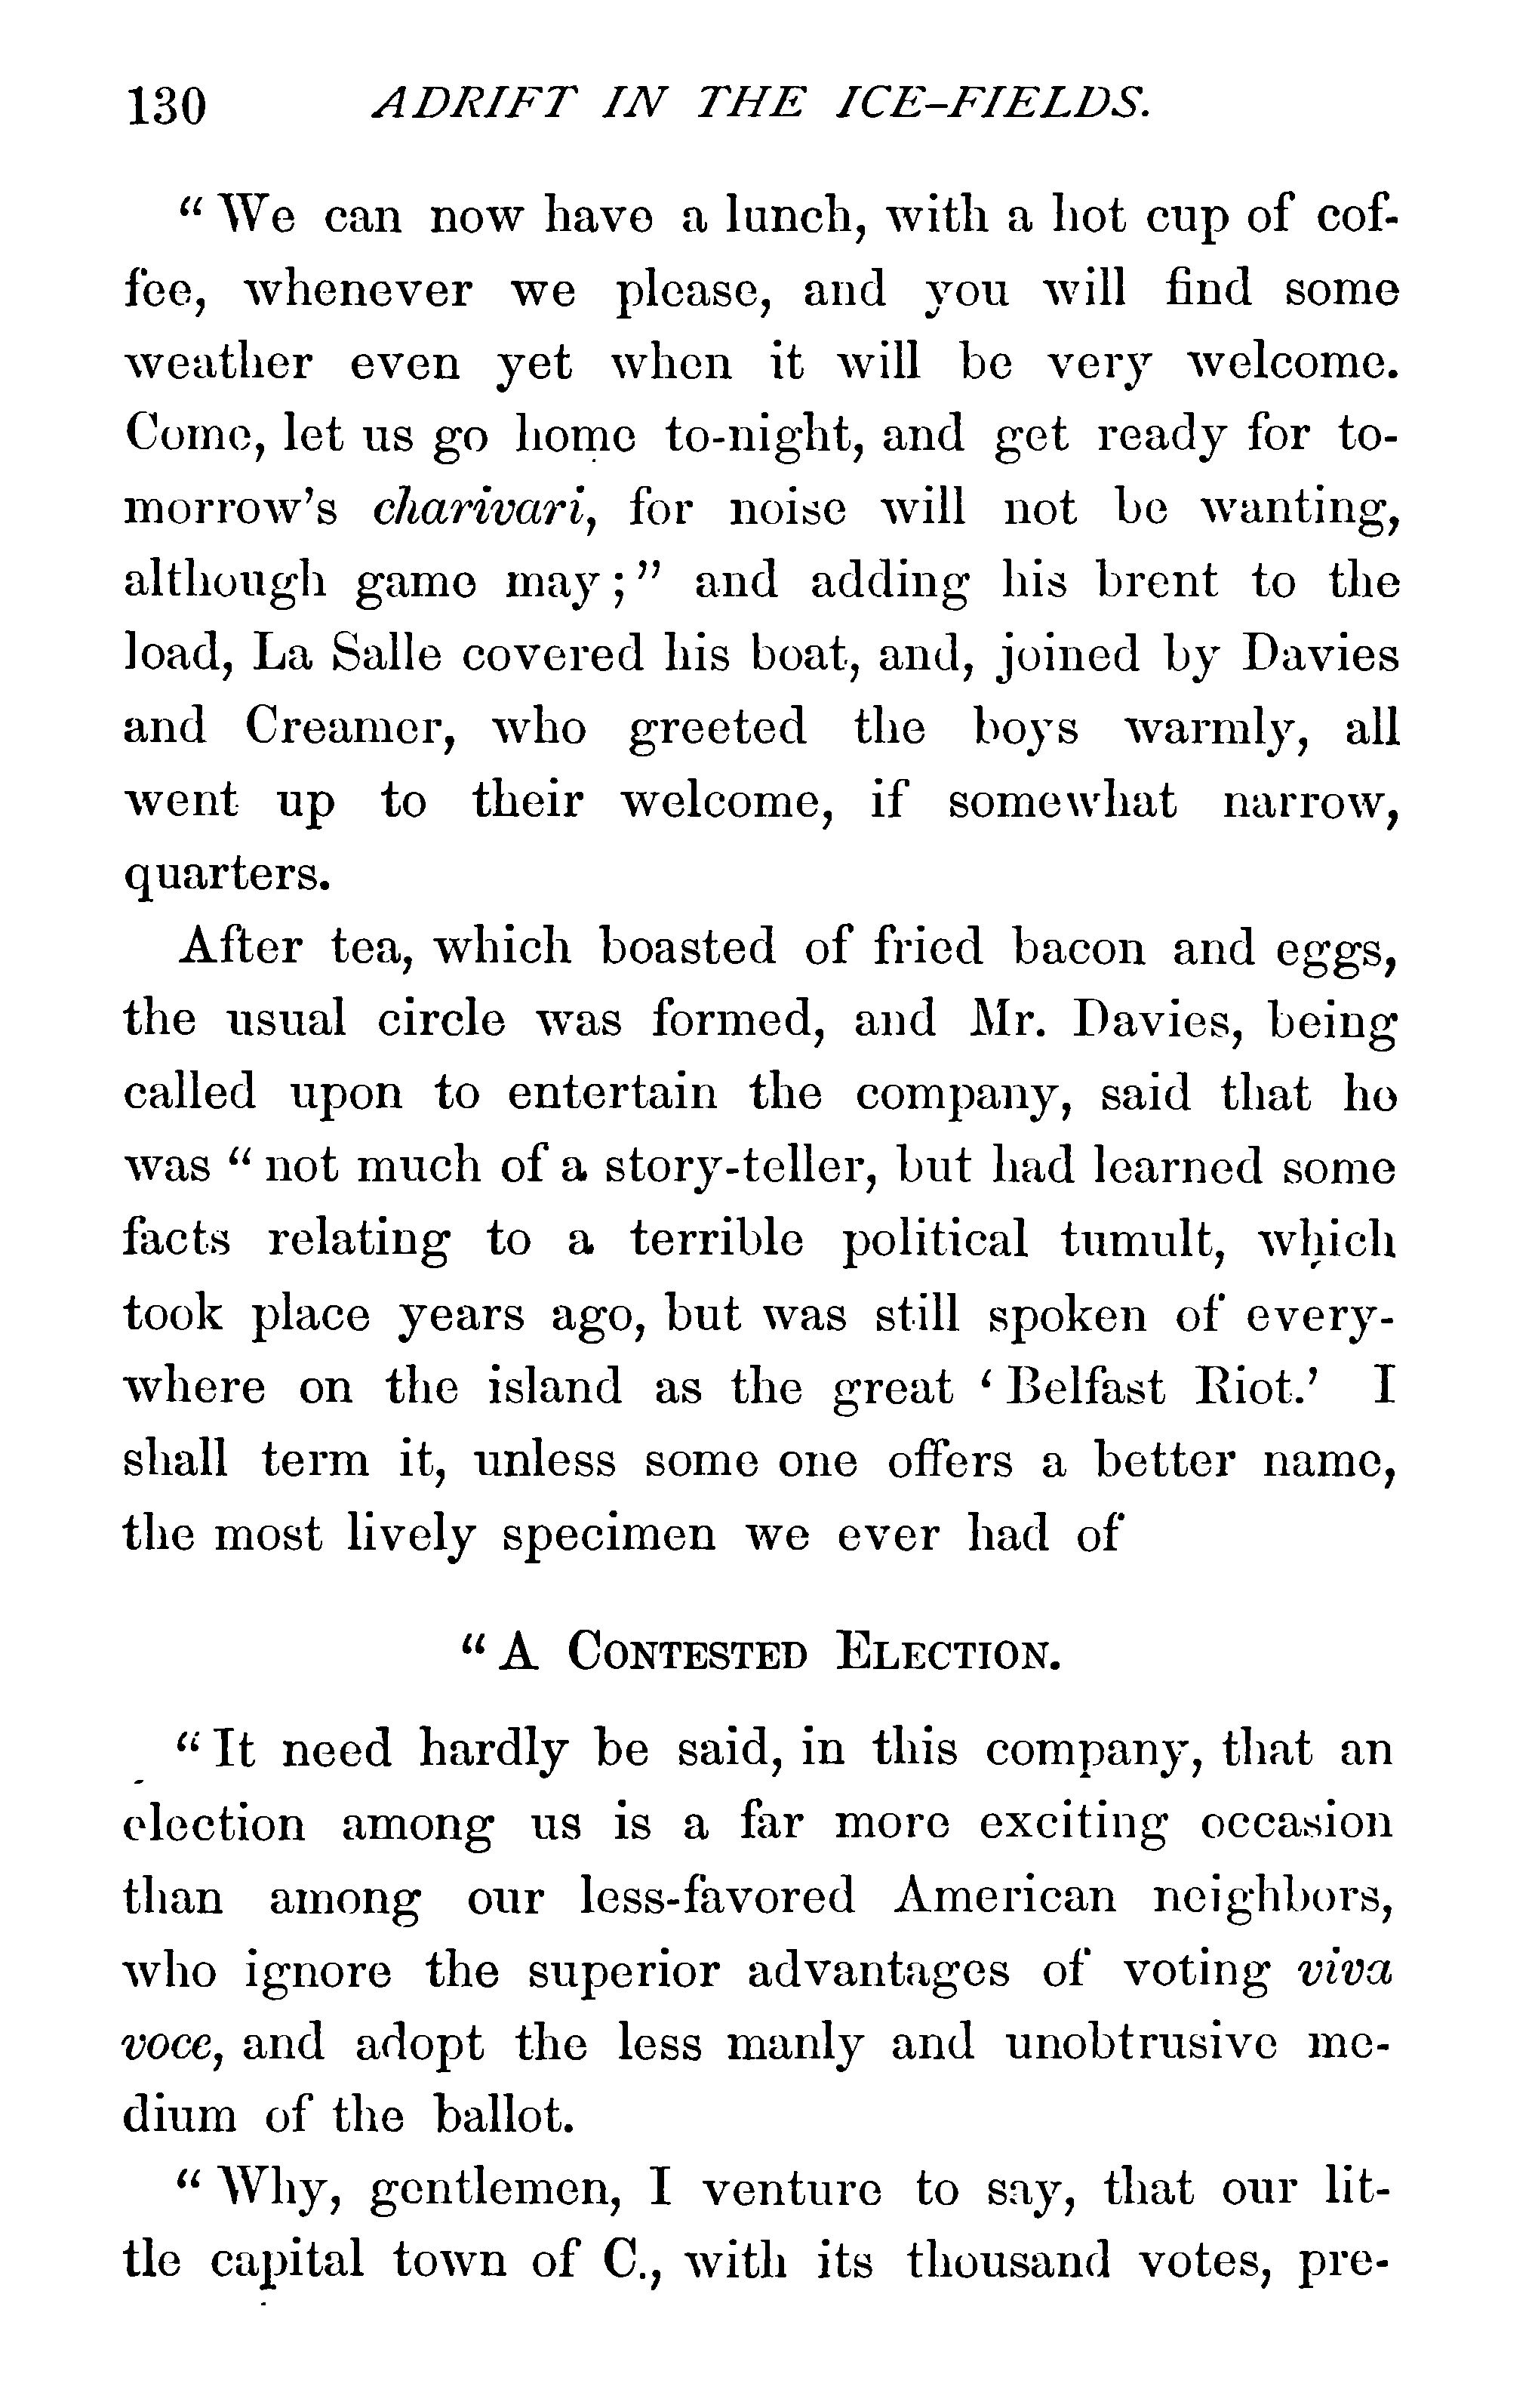 130 ADRIFT IN THE ICE-FIELDS.
“ We can now have a lunch, with a hot cup of cof-
fee, whenever we please, and you will find some
weather even yet when it will be very welcome.
Come, let us go home to-night, and get ready for to-
morrow’s charivari, for noise will not be wanting,
although game may ; ” and adding his brent to the
load, La Salle covered his boat, and, joined by Davies
and Creamer, who greeted the boys warmly, all
went up to their welcome, if somewhat narrow,
quarters.
After tea, which boasted of fried bacon and eggs,
the usual circle was formed, and Mr. Davies, being
called upon to entertain the company, said that he
was “ not much of a story-teller, but had learned some
facts relating to a terrible political tumult, which
took place years ago, but was still spoken of every-
where on the island as the great ‘ Belfast Riot.’ I
shall term it, unless some one offers a better name,
the most lively specimen we ever had of
“ A CONTESTED ELECTION.
“ It need hardly be said, in this company, that an
election among us is a far more exciting occasion
than among our less-favored American neighbors,
who ignore the superior advantages of voting viva
voce, and adopt the less manly and unobtrusive me-
dium of the ballot.
“ Why, gentlemen, I venture to say, that our lit-
tle capital town of C., with its thousand votes, pre-